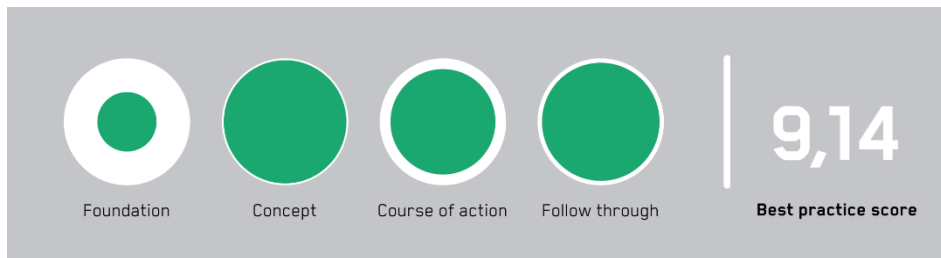 9,14
Foundation
Concept
Course of action
Follow through
Best practice score